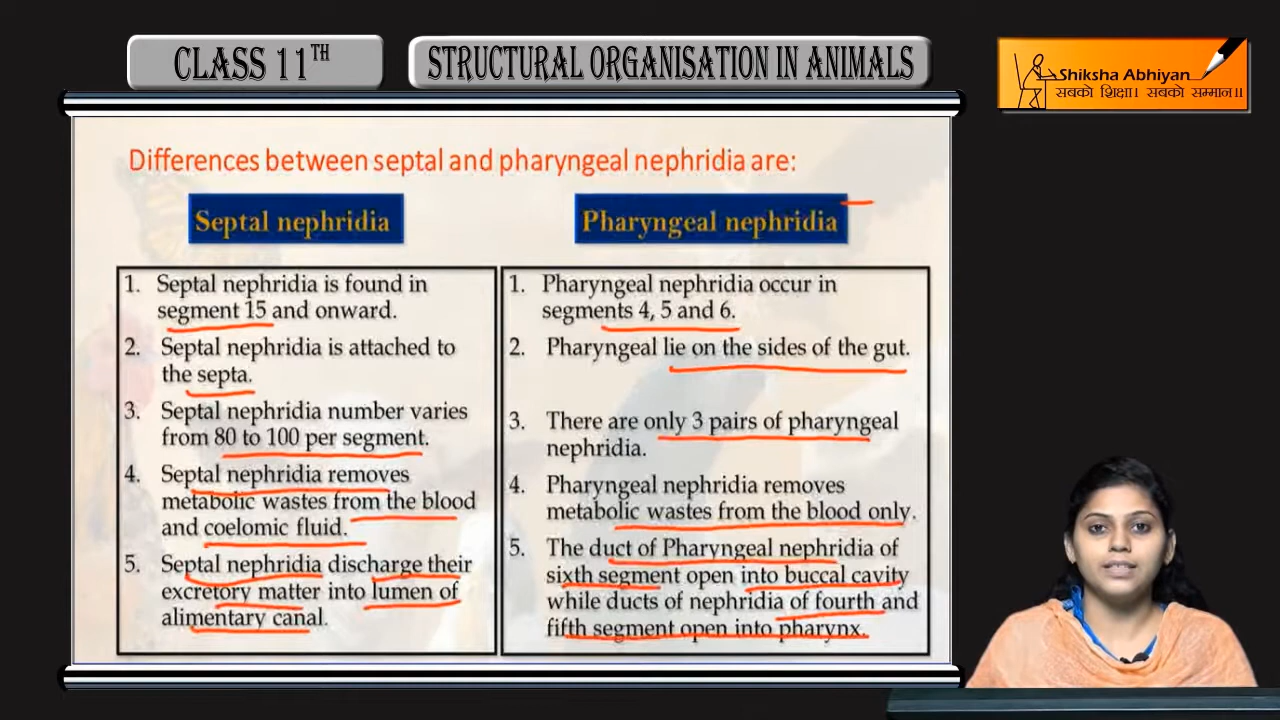 CLASS 11TH
STRUCTURAL ORGANISATION IN ANIMALS
Shiksha Abhiyan
सबको शिक्षा। सबको सम्मान॥
Differences between septal and pharyngeal nephridia are:
Septal nephridia
1. Septal nephridia is found in
segment 15 and onward.
2. Septal nephridia is attached to
the septa.
3. Septal nephridia number varies
from 80 to 100 per segment.
4. Septal nephridia removes
metabolic wastes from the blood
and coelomic fluid.
5. Septal nephridia discharge their
excretory matter into lumen of
alimentary canal.
Pharyngeal nephridia
1. Pharyngeal nephridia occur in
segments 4, 5 and 6.
2. Pharyngeal lie on the sides of the gut.
3. There are only 3 pairs of pharyngeal
nephridia.
4. Pharyngeal nephridia removes
metabolic wastes from the blood only.
5. The duct of Pharyngeal nephridia of
sixth segment open into buccal cavity
while ducts of nephridia of fourth and
fifth segment open into pharynx.